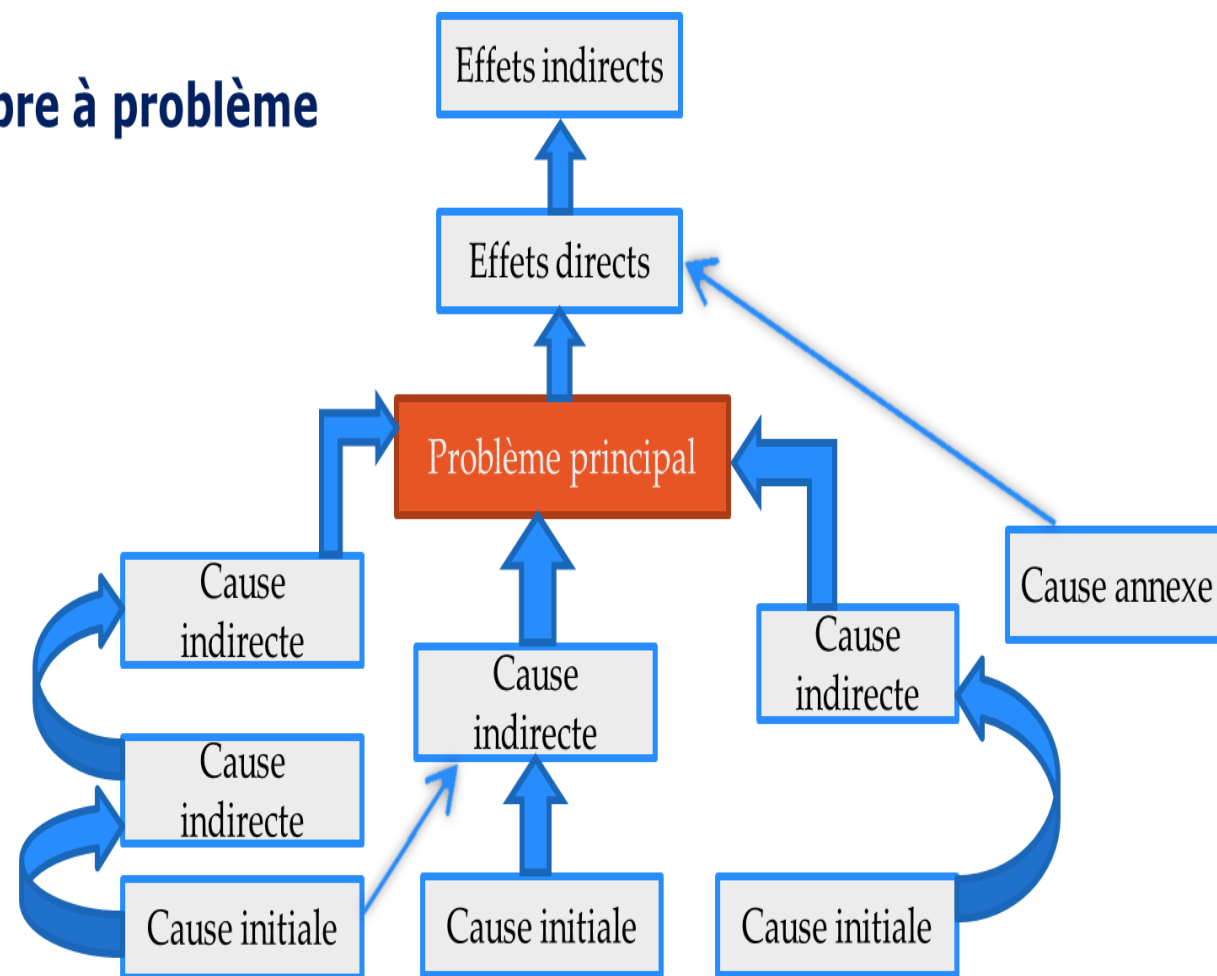 bre à problème
Effets indirects
Effets directs
Problème principal
Cause annexe
Cause
indirecte
Cause
indirecte
Cause
indirecte
Cause
indirecte
Cause initiale
Cause initiale
Cause initiale